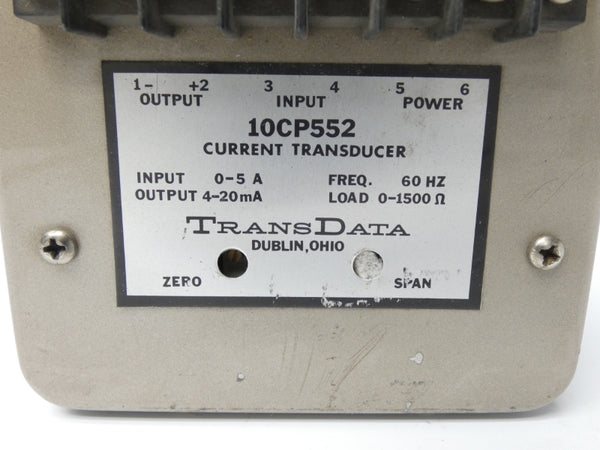 1- +2 3 4 5 6
OUTPUT INPUT POWER
10CP552
CURRENT TRANSDUCER
INPUT 0-5 A FREQ. 60 HZ
OUTPUT 4-20mA LOAD 0-1500 Ω
TRANSDATA
DUBLIN, OHIO
ZERO SPAN